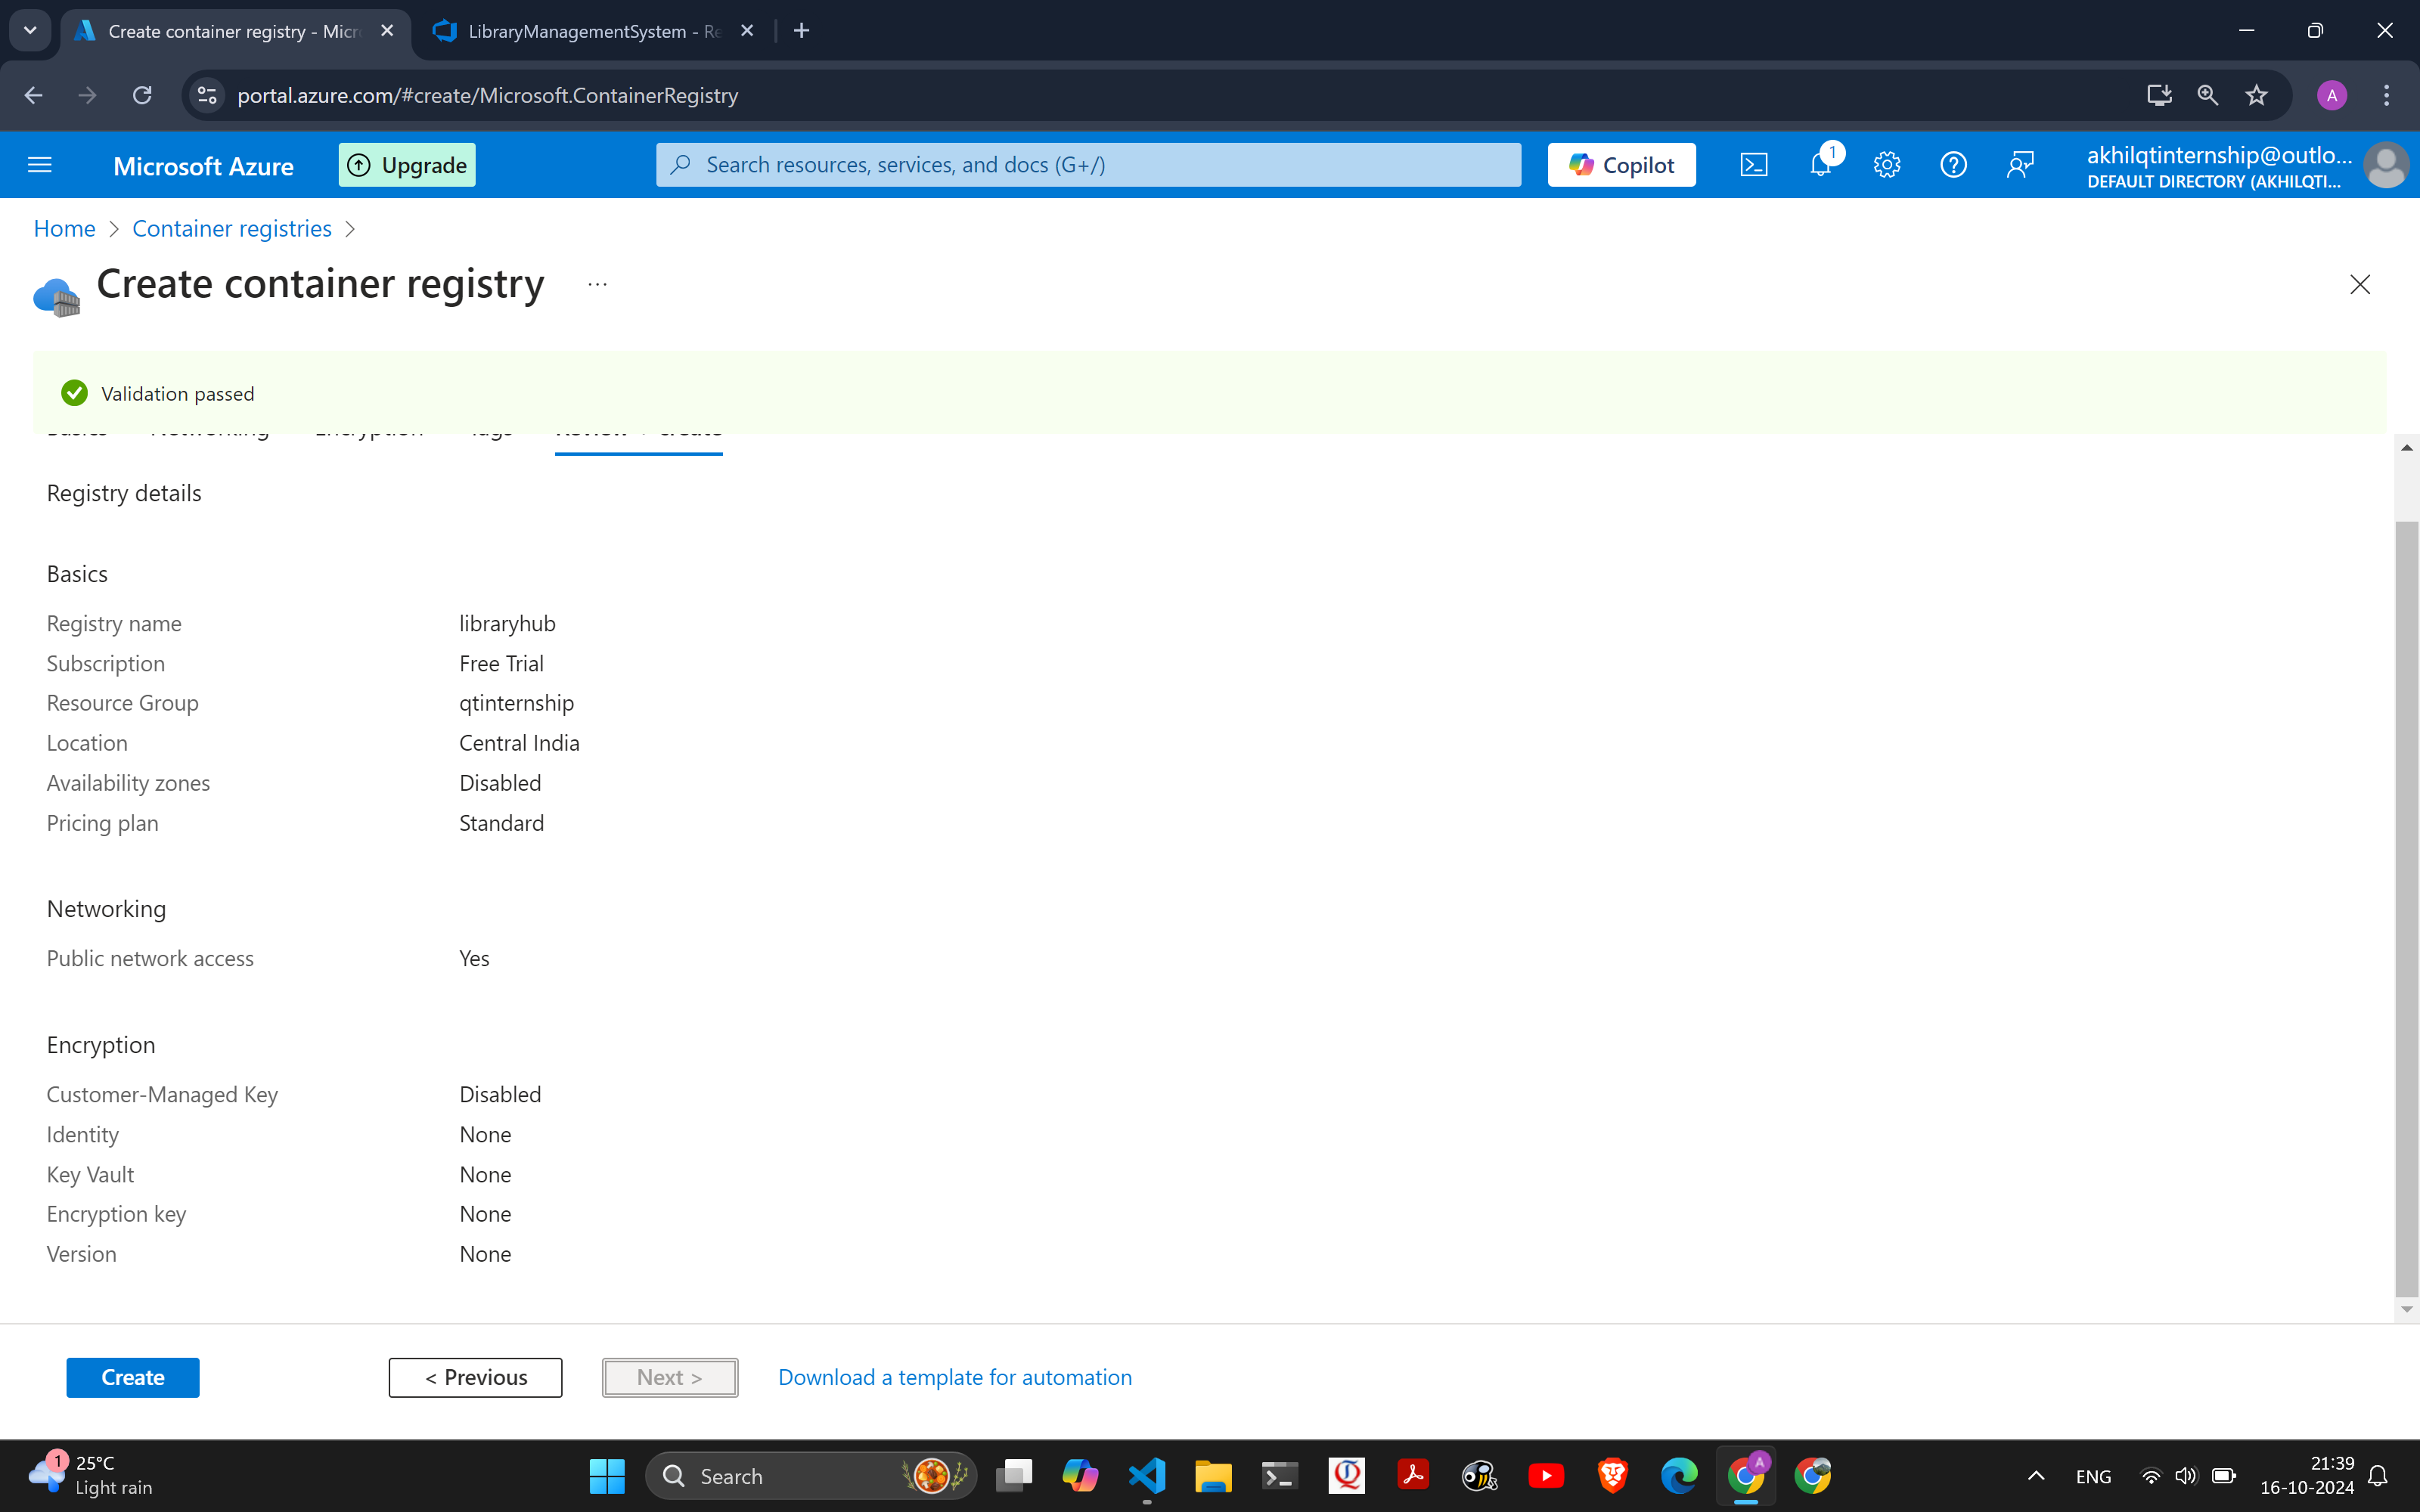 Create container registry - Micr
LibraryManagementSystem - Re
portal.azure.com/#create/Microsoft.ContainerRegistry
A
Microsoft Azure
Upgrade
Search resources, services, and docs (G+/)
Copilot
1
akhilqtinternship@outlo...
DEFAULT DIRECTORY (AKHILQTI...
Home > Container registries >
Create container registry ...
Validation passed
Basics Networking Encryption Tags Review + create
Registry details
Basics
Registry name libraryhub
Subscription Free Trial
Resource Group qtinternship
Location Central India
Availability zones Disabled
Pricing plan Standard
Networking
Public network access Yes
Encryption
Customer-Managed Key Disabled
Identity None
Key Vault None
Encryption key None
Version None
Create
< Previous
Next >
Download a template for automation
1
25°C
Light rain
Search
A
ENG
21:39
16-10-2024